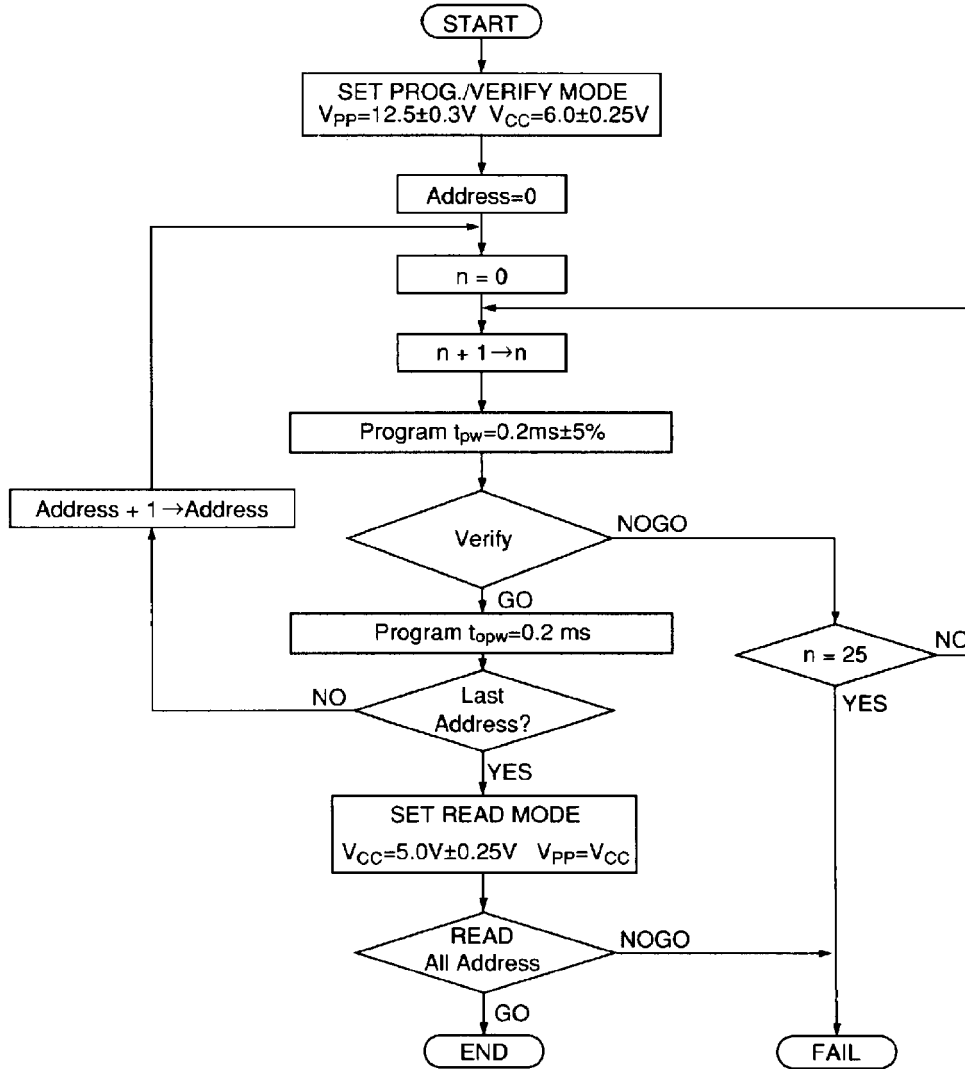 START
SET PROG./VERIFY MODE
VPP=12.5±0.3V VCC=6.0±0.25V
Address=0
n = 0
n + 1→n
Program tpw=0.2ms±5%
Address + 1→Address
Verify
NOGO
GO
Program topw=0.2 ms
n = 25
NO
NO
Last
Address?
YES
YES
SET READ MODE
VCC=5.0V±0.25V VPP=VCC
READ
All Address
NOGO
GO
END
FAIL